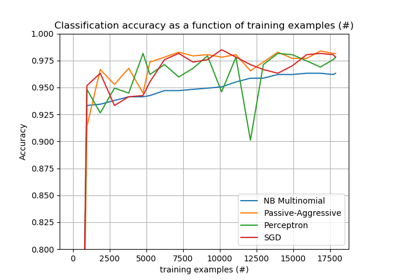 Classification accuracy as a function of training examples (#)
1.000
0.975
0.950
0.925
0.900
0.875
0.850
0.825
0.800
Accuracy
NB Multinomial
Passive-Aggressive
Perceptron
SGD
0 2500 5000 7500 10000 12500 15000 17500
training examples (#)